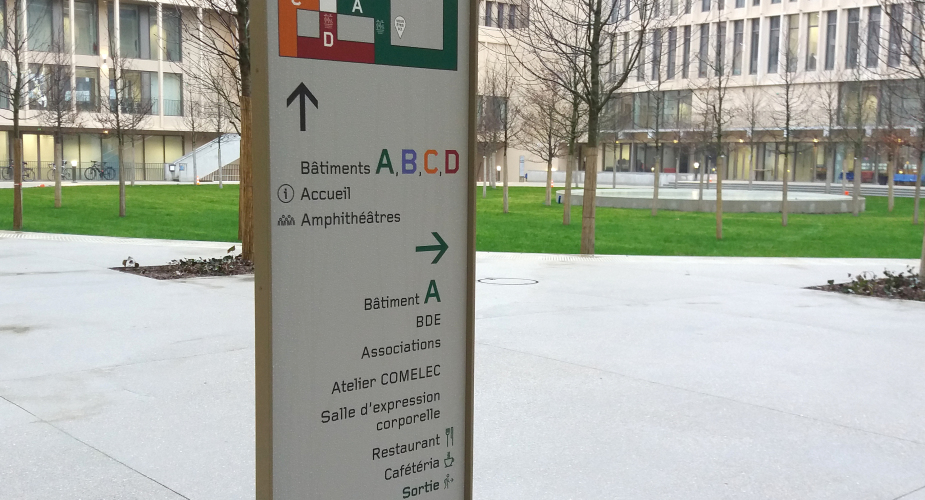 C A
D
Bâtiments A, B, C, D
Accueil
Amphithéâtres
Bâtiment A
BDE
Associations
Atelier COMELEC
Salle d'expression
corporelle
Restaurant
Cafétéria
Sortie